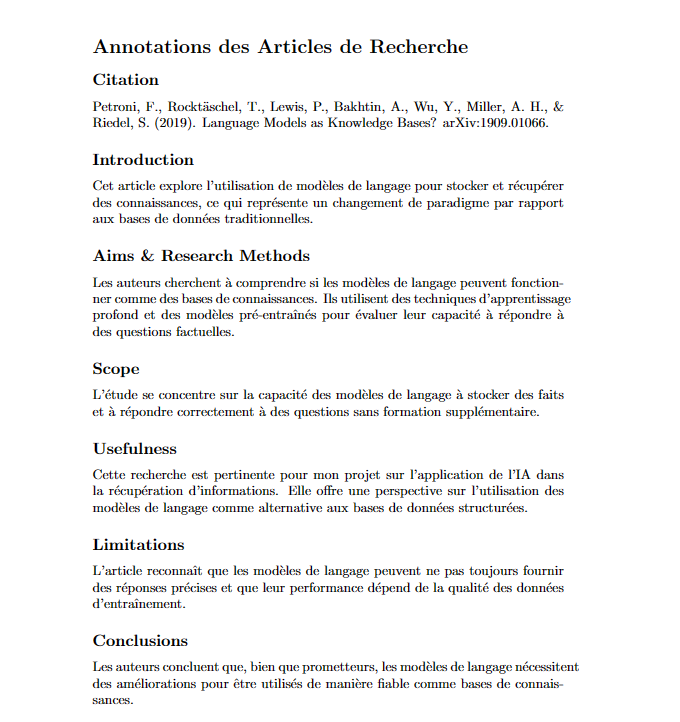 Annotations des Articles de Recherche
Citation
Petroni, F., Rocktäschel, T., Lewis, P., Bakhtin, A., Wu, Y., Miller, A. H., &
Riedel, S. (2019). Language Models as Knowledge Bases? arXiv:1909.01066.
Introduction
Cet article explore l'utilisation de modèles de langage pour stocker et récupérer
des connaissances, ce qui représente un changement de paradigme par rapport
aux bases de données traditionnelles.
Aims & Research Methods
Les auteurs cherchent à comprendre si les modèles de langage peuvent fonction-
ner comme des bases de connaissances. Ils utilisent des techniques d'apprentissage
profond et des modèles pré-entraînés pour évaluer leur capacité à répondre à
des questions factuelles.
Scope
L'étude se concentre sur la capacité des modèles de langage à stocker des faits
et à répondre correctement à des questions sans formation supplémentaire.
Usefulness
Cette recherche est pertinente pour mon projet sur l'application de l'IA dans
la récupération d'informations. Elle offre une perspective sur l'utilisation des
modèles de langage comme alternative aux bases de données structurées.
Limitations
L'article reconnaît que les modèles de langage peuvent ne pas toujours fournir
des réponses précises et que leur performance dépend de la qualité des données
d'entraînement.
Conclusions
Les auteurs concluent que, bien que prometteurs, les modèles de langage nécessitent
des améliorations pour être utilisés de manière fiable comme bases de connais-
sances.